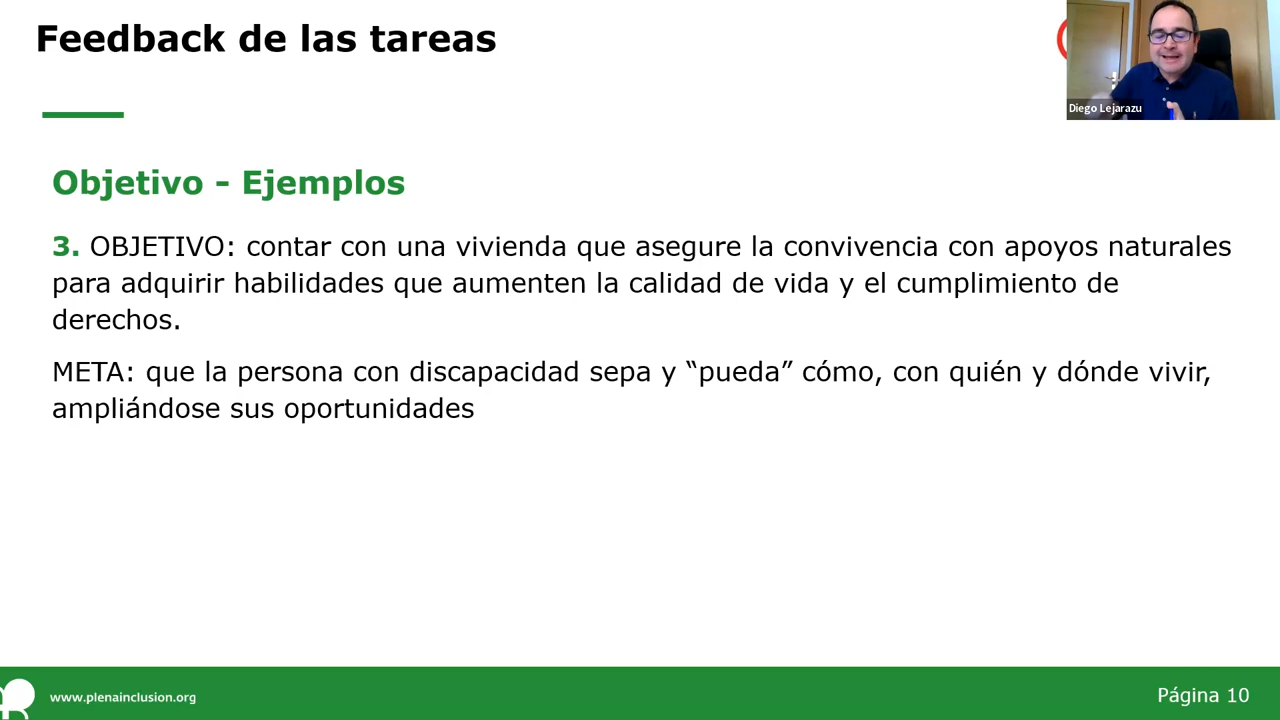 Feedback de las tareas
Diego Lejarazu
Objetivo - Ejemplos
3. OBJETIVO: contar con una vivienda que asegure la convivencia con apoyos naturales
para adquirir habilidades que aumenten la calidad de vida y el cumplimiento de
derechos.
META: que la persona con discapacidad sepa y “pueda” cómo, con quién y dónde vivir,
ampliándose sus oportunidades
www.plenainclusion.org
Página 10